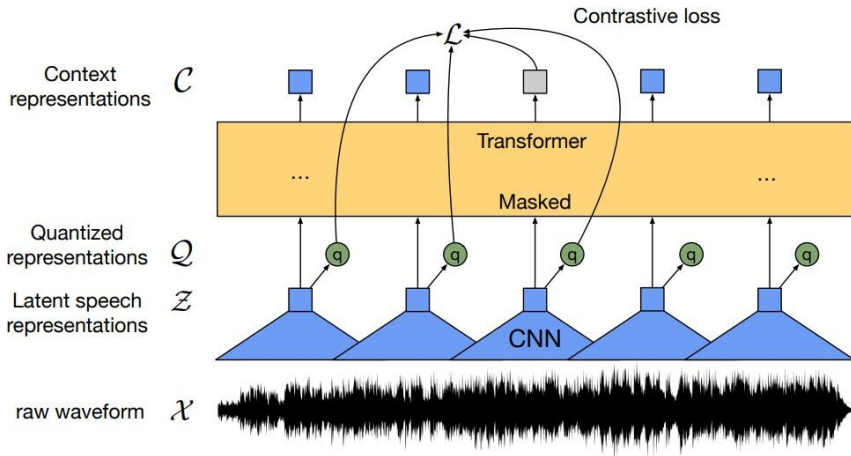 Contrastive loss
ℒ
Context
representations
𝒞
Transformer
...
...
Masked
Quantized
representations
𝒬
q
q
q
q
q
Latent speech
representations
𝒵
CNN
raw waveform
𝒳